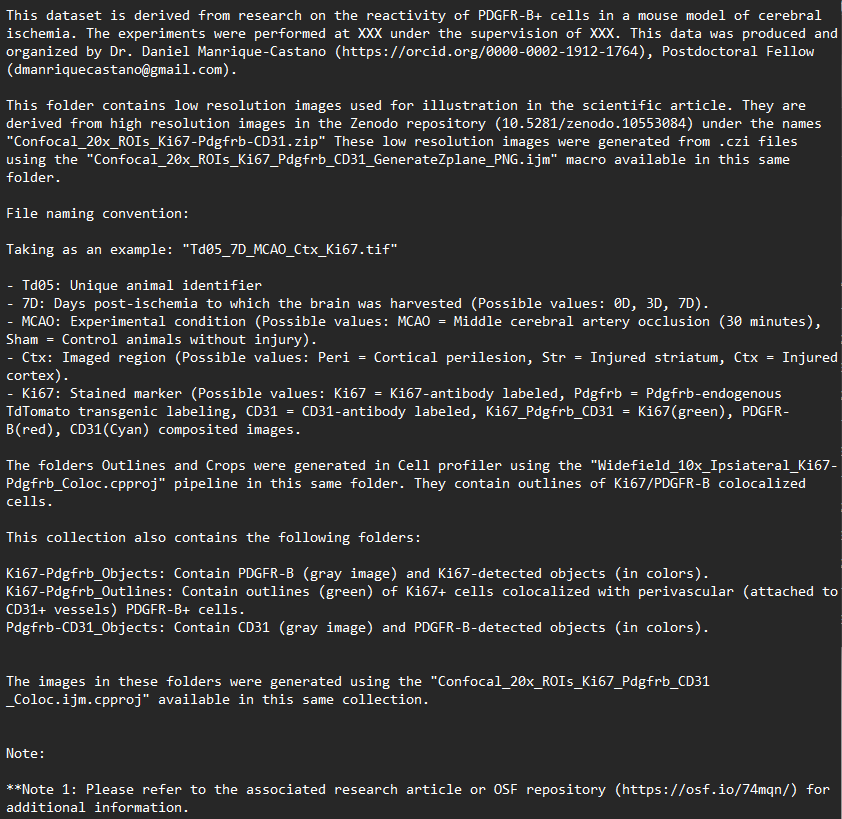 This dataset is derived from research on the reactivity of PDGFR-B+ cells in a mouse model of cerebral
ischemia. The experiments were performed at XXX under the supervision of XXX. This data was produced and
organized by Dr. Daniel Manrique-Castano (https://orcid.org/0000-0002-1912-1764), Postdoctoral Fellow
(dmanriquecastano@gmail.com).
This folder contains low resolution images used for illustration in the scientific article. They are
derived from high resolution images in the Zenodo repository (10.5281/zenodo.10553084) under the names
"Confocal_20x_ROIs_Ki67-Pdgfrb-CD31.zip" These low resolution images were generated from .czi files
using the "Confocal_20x_ROIs_Ki67_Pdgfrb_CD31_GenerateZplane_PNG.ijm" macro available in this same
folder.
File naming convention:
Taking as an example: "Td05_7D_MCAO_Ctx_Ki67.tif"
- Td05: Unique animal identifier
- 7D: Days post-ischemia to which the brain was harvested (Possible values: 0D, 3D, 7D).
- MCAO: Experimental condition (Possible values: MCAO = Middle cerebral artery occlusion (30 minutes),
Sham = Control animals without injury).
- Ctx: Imaged region (Possible values: Peri = Cortical perilesion, Str = Injured striatum, Ctx = Injured
cortex).
- Ki67: Stained marker (Possible values: Ki67 = Ki67-antibody labeled, Pdgfrb = Pdgfrb-endogenous
TdTomato transgenic labeling, CD31 = CD31-antibody labeled, Ki67_Pdgfrb_CD31 = Ki67(green), PDGFR-
B(red), CD31(Cyan) composited images.
The folders Outlines and Crops were generated in Cell profiler using the "Widefield_10x_Ipsiateral_Ki67-
Pdgfrb_Coloc.cpproj" pipeline in this same folder. They contain outlines of Ki67/PDGFR-B colocalized
cells.
This collection also contains the following folders:
Ki67-Pdgfrb_Objects: Contain PDGFR-B (gray image) and Ki67-detected objects (in colors).
Ki67-Pdgfrb_Outlines: Contain outlines (green) of Ki67+ cells colocalized with perivascular (attached to
CD31+ vessels) PDGFR-B+ cells.
Pdgfrb-CD31_Objects: Contain CD31 (gray image) and PDGFR-B-detected objects (in colors).
The images in these folders were generated using the "Confocal_20x_ROIs_Ki67_Pdgfrb_CD31
_Coloc.ijm.cpproj" available in this same collection.
Note:
**Note 1: Please refer to the associated research article or OSF repository (https://osf.io/74mqn/) for
additional information.